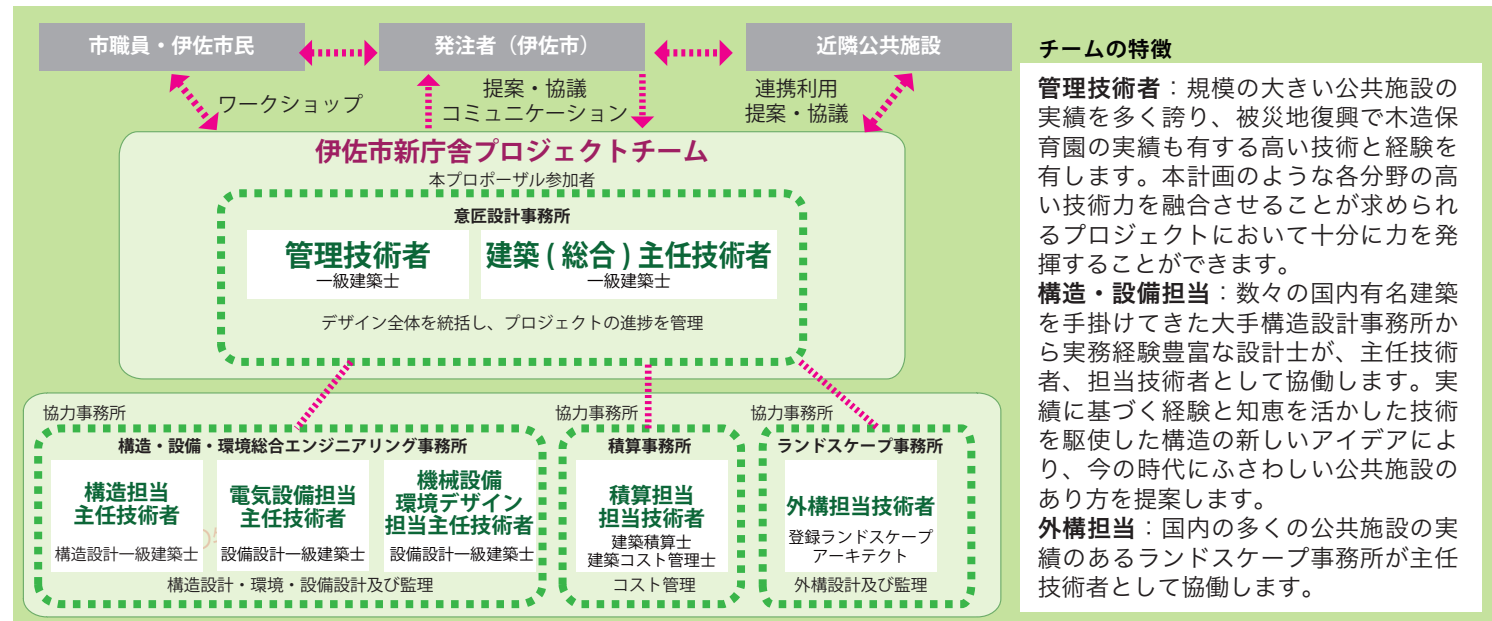 市職員・伊佐市民
発注者（伊佐市）
近隣公共施設
ワークショップ
提案・協議
コミュニケーション
連携利用
提案・協議
伊佐市新庁舎プロジェクトチーム
本プロポーザル参加者
意匠設計事務所
管理技術者
一級建築士
建築 ( 総合 ) 主任技術者
一級建築士
デザイン全体を統括し、プロジェクトの進捗を管理
協力事務所
構造・設備・環境総合エンジニアリング事務所
構造担当
主任技術者
構造設計一級建築士
電気設備担当
主任技術者
設備設計一級建築士
機械設備
環境デザイン
担当主任技術者
設備設計一級建築士
構造設計・環境・設備設計及び監理
協力事務所
積算事務所
積算担当
担当技術者
建築積算士
建築コスト管理士
コスト管理
協力事務所
ランドスケープ事務所
外構担当技術者
登録ランドスケープ
アーキテクト
外構設計及び監理
チームの特徴
管理技術者：規模の大きい公共施設の
実績を多く誇り、被災地復興で木造保
育園の実績も有する高い技術と経験を
有します。本計画のような各分野の高
い技術力を融合させることが求められ
るプロジェクトにおいて十分に力を発
揮することができます。
構造・設備担当：数々の国内有名建築
を手掛けてきた大手構造設計事務所か
ら実務経験豊富な設計士が、主任技術
者、担当技術者として協働します。実
績に基づく経験と知恵を活かした技術
を駆使した構造の新しいアイデアによ
り、今の時代にふさわしい公共施設の
あり方を提案します。
外構担当：国内の多くの公共施設の実
績のあるランドスケープ事務所が主任
技術者として協働します。